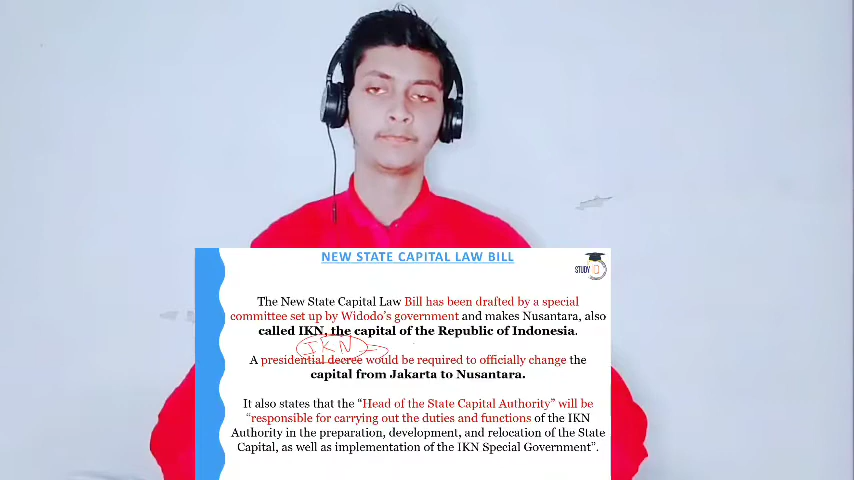 NEW STATE CAPITAL LAW BILL
STUDY IQ
The New State Capital Law Bill has been drafted by a special
committee set up by Widodo's government and makes Nusantara, also
called IKN, the capital of the Republic of Indonesia.
IKN
A presidential decree would be required to officially change the
capital from Jakarta to Nusantara.
It also states that the “Head of the State Capital Authority” will be
“responsible for carrying out the duties and functions of the IKN
Authority in the preparation, development, and relocation of the State
Capital, as well as implementation of the IKN Special Government”.